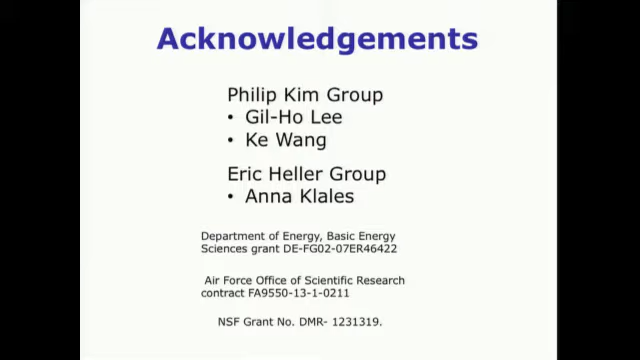 Acknowledgements
Philip Kim Group
• Gil-Ho Lee
• Ke Wang
Eric Heller Group
• Anna Klales
Department of Energy, Basic Energy
Sciences grant DE-FG02-07ER46422
Air Force Office of Scientific Research
contract FA9550-13-1-0211
NSF Grant No. DMR- 1231319.